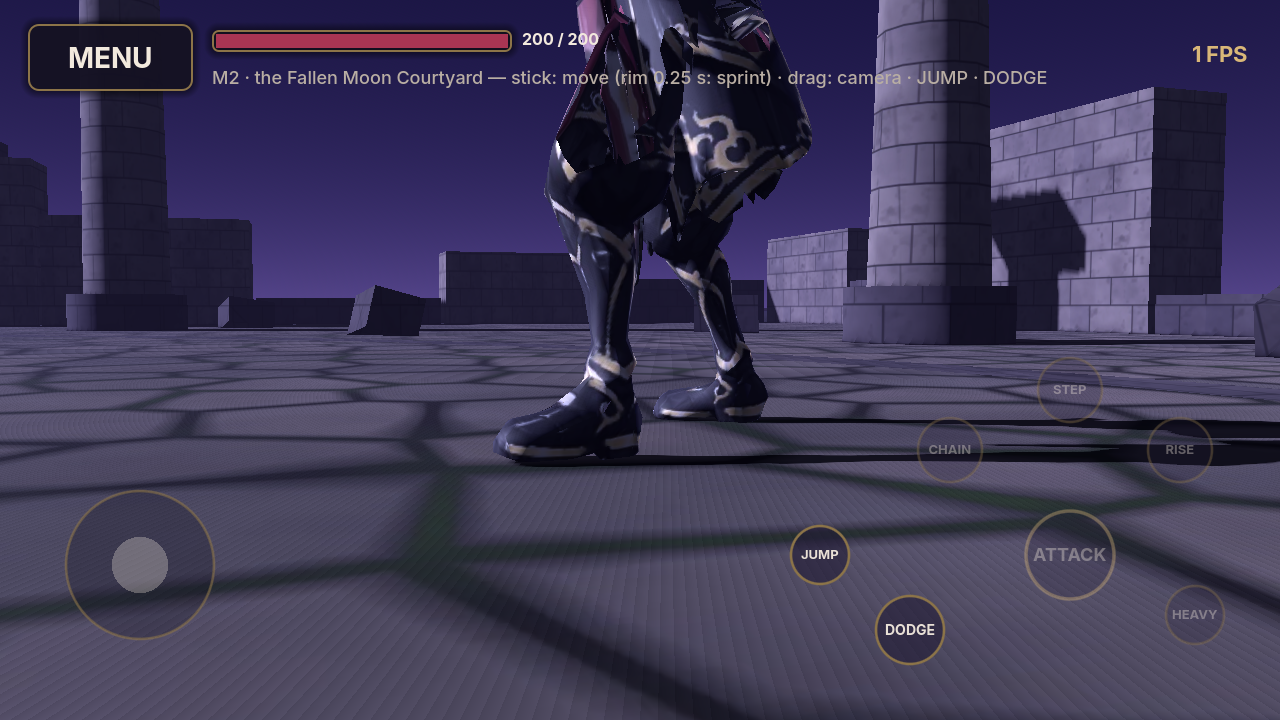 MENU
200 / 200
1 FPS
M2 · the Fallen Moon Courtyard — stick: move (rim 0.25 s: sprint) · drag: camera · JUMP · DODGE
STEP
CHAIN
RISE
JUMP
ATTACK
HEAVY
DODGE